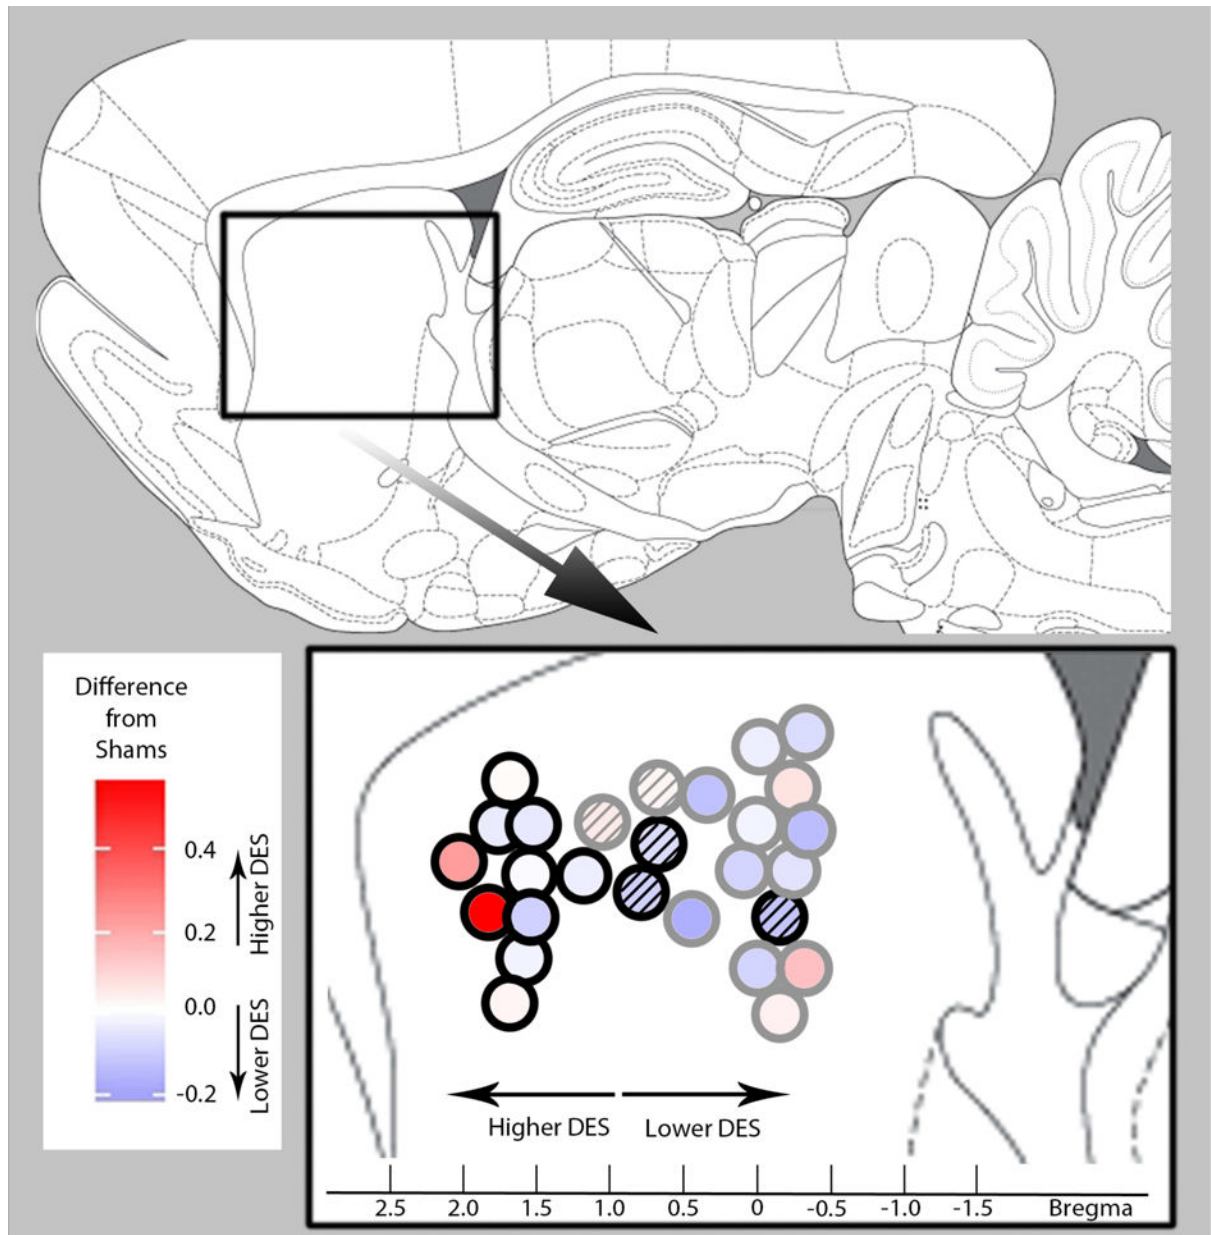 Difference
from
Shams
0.4
0.2
0.0
-0.2
Higher DES
Lower DES
Higher DES
Lower DES
2.5 2.0 1.5 1.0 0.5 0 -0.5 -1.0 -1.5 Bregma